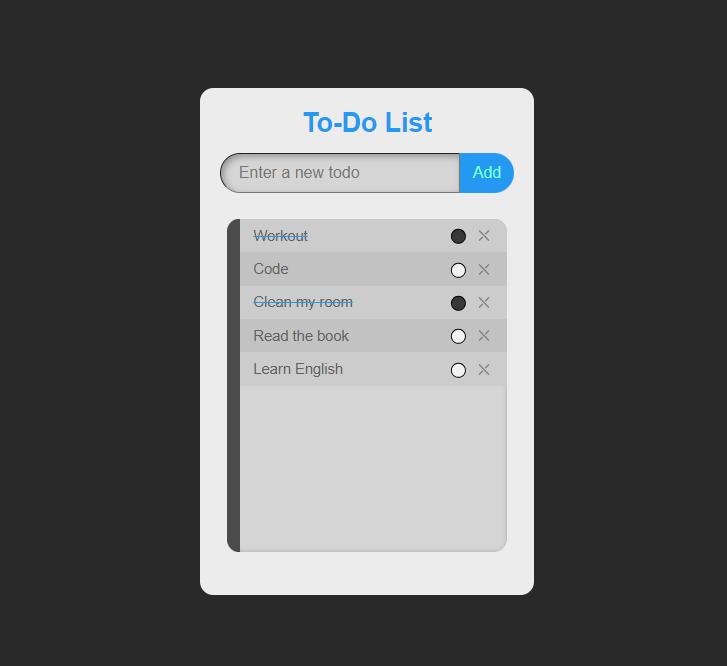 To-Do List
Enter a new todo
Add
Workout
Code
Clean my room
Read the book
Learn English